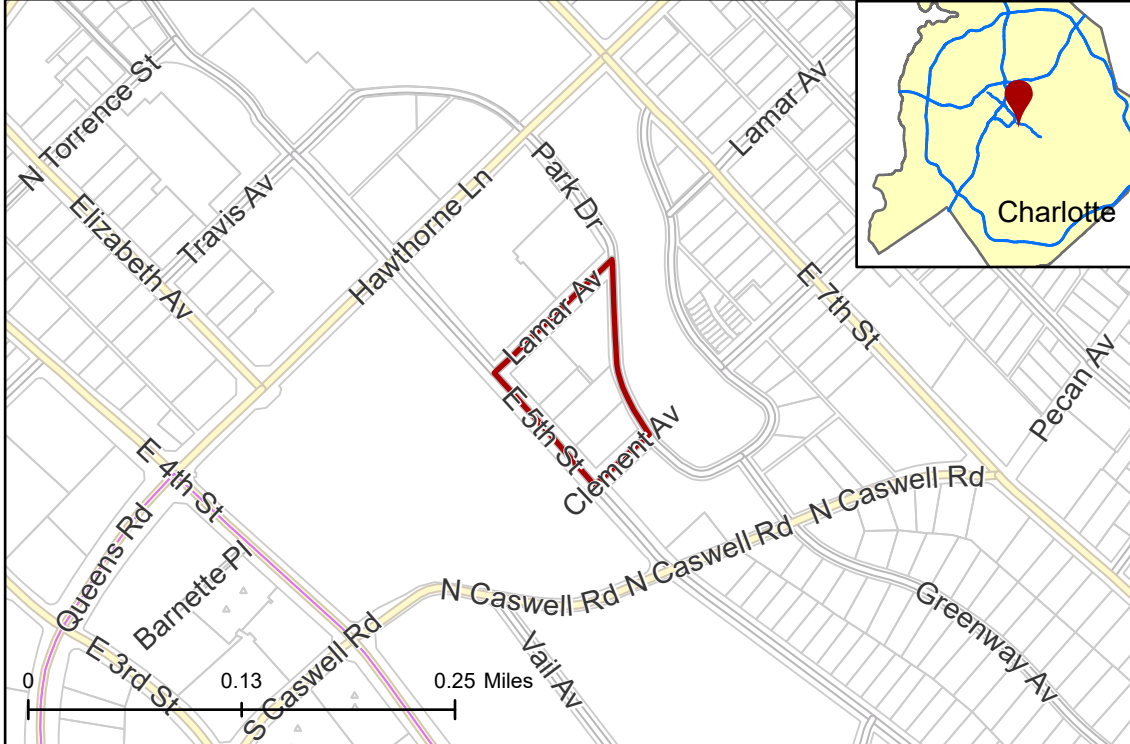 N Torrence St
Lamar Av
Charlotte
Travis Av
Elizabeth Av
Hawthorne Ln
Park Dr
E 7th St
Lamar Av
Pecan Av
E 5th St
Clement Av
E 4th St
Queens Rd
Barnette Pl
N Caswell Rd
N Caswell Rd
N Caswell Rd
Greenway Av
E 3rd St
S Caswell Rd
Vail Av
0 0.13 0.25 Miles